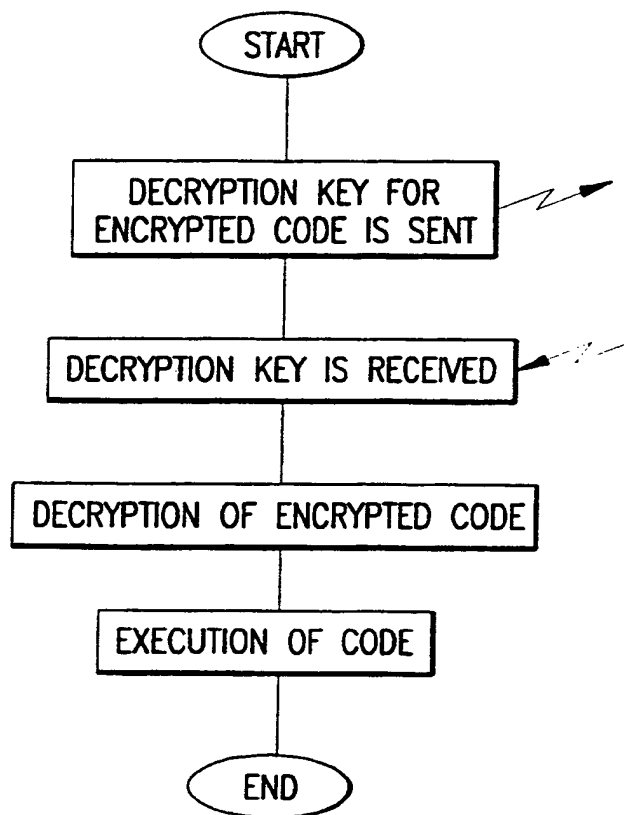 START
DECRYPTION KEY FOR
ENCRYPTED CODE IS SENT
DECRYPTION KEY IS RECEIVED
DECRYPTION OF ENCRYPTED CODE
EXECUTION OF CODE
END